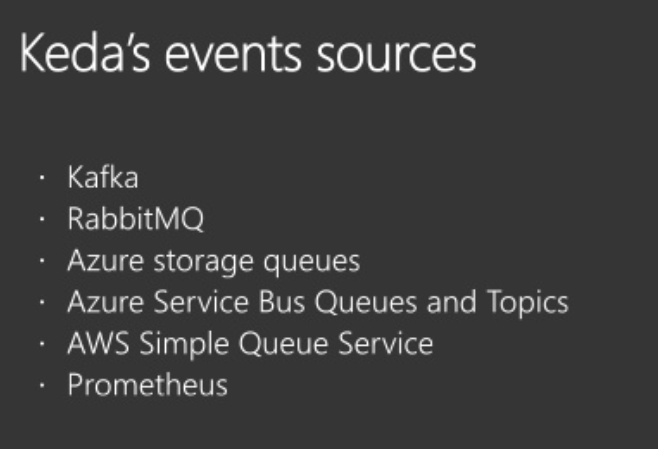 Keda's events sources
· Kafka
· RabbitMQ
· Azure storage queues
· Azure Service Bus Queues and Topics
· AWS Simple Queue Service
· Prometheus